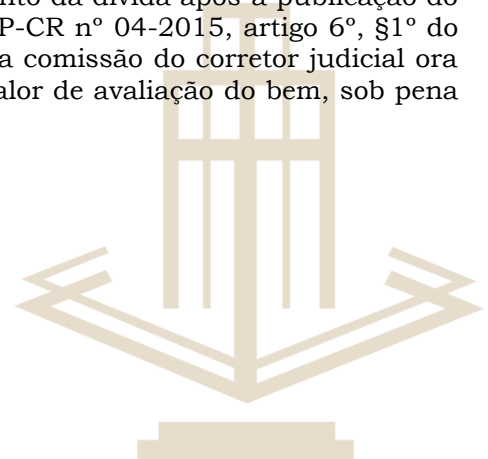 nto da dívida após a publicação do
P-CR nº 04-2015, artigo 6º, §1º do
a comissão do corretor judicial ora
alor de avaliação do bem, sob pena